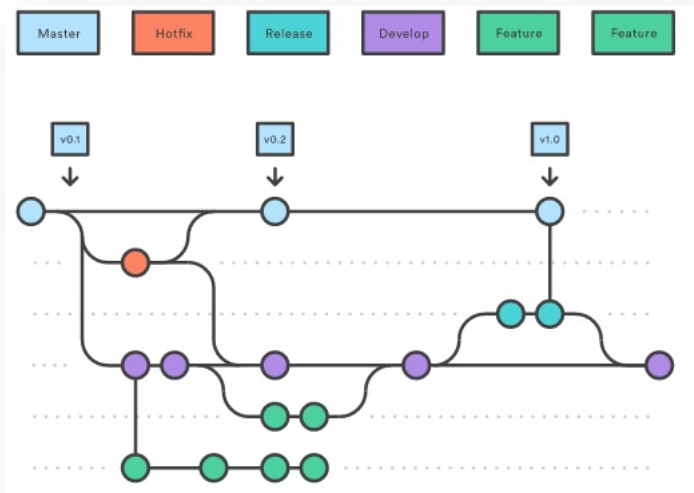 Master
Hotfix
Release
Develop
Feature
Feature
v0.1
v0.2
v1.0